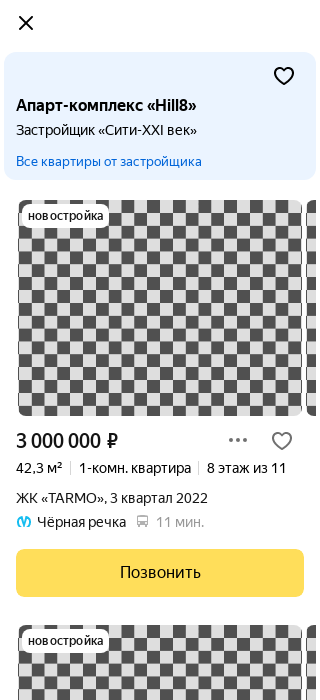 Апарт-комплекс «Hill8»
Застройщик «Сити-XXI век»
Все квартиры от застройщика
новостройка
3 000 000 ₽
42,3 м² 1-комн. квартира 8 этаж из 11
ЖК «TARMO», 3 квартал 2022
Чёрная речка 11 мин.
Позвонить
новостройка